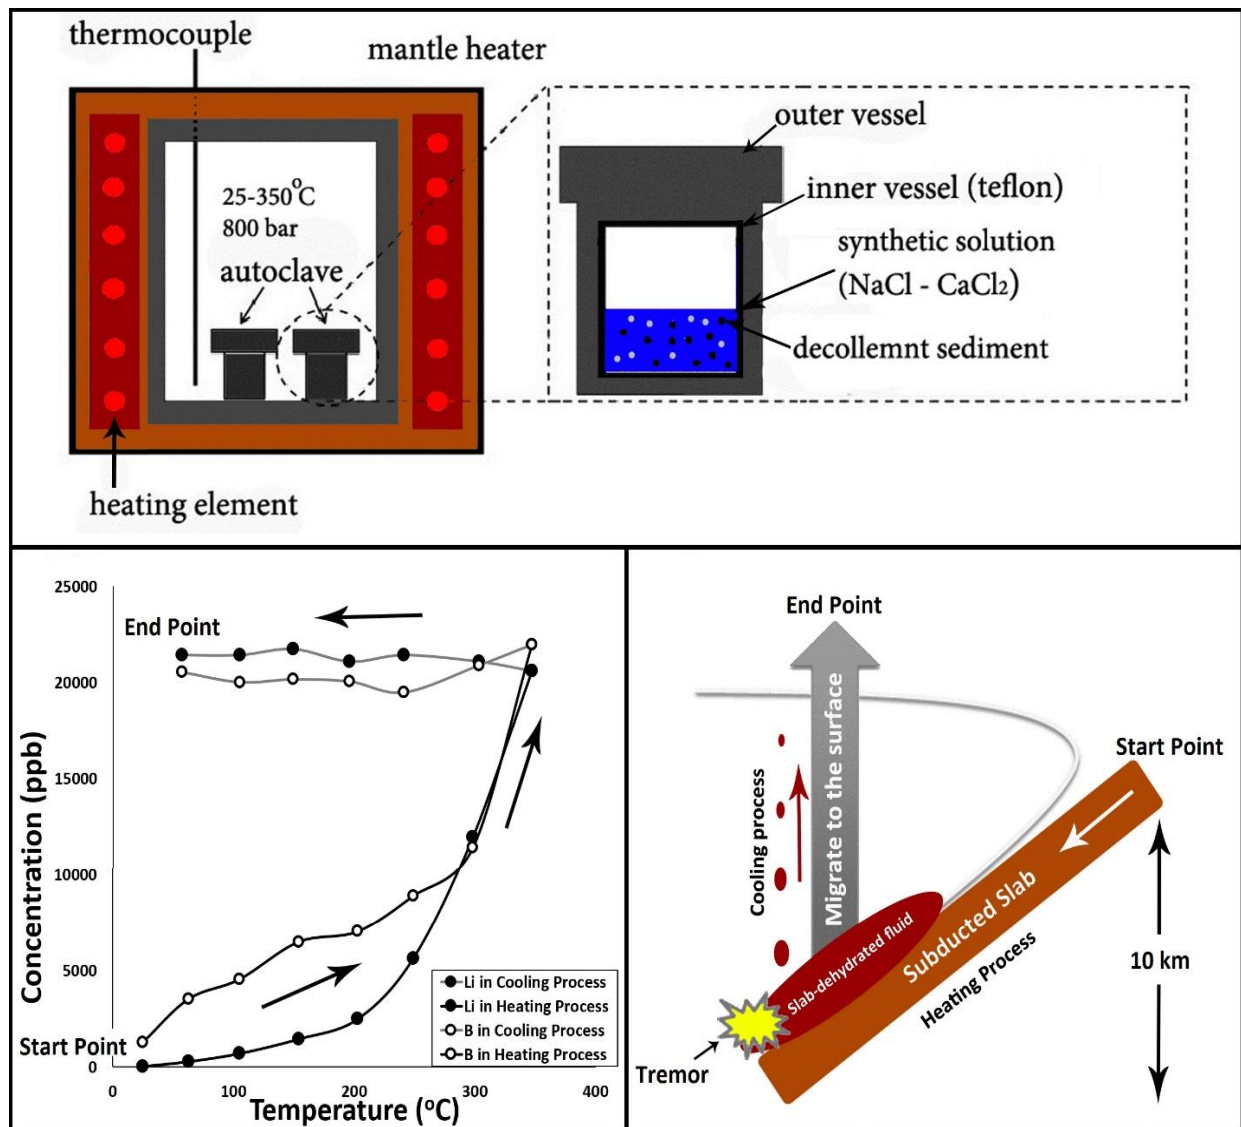 thermocouple
mantle heater
25-350°C
800 bar
autoclave
heating element
outer vessel
inner vessel (teflon)
synthetic solution
(NaCl - CaCl₂)
decollemnt sediment
25000
20000
15000
10000
5000
0
Concentration (ppb)
End Point
Start Point
Li in Cooling Process
Li in Heating Process
B in Cooling Process
B in Heating Process
0
100
200
300
400
Temperature (°C)
End Point
Migrate to the surface
Cooling process
Start Point
Slab-dehydrated fluid
Subducted Slab
Heating Process
10 km
Tremor